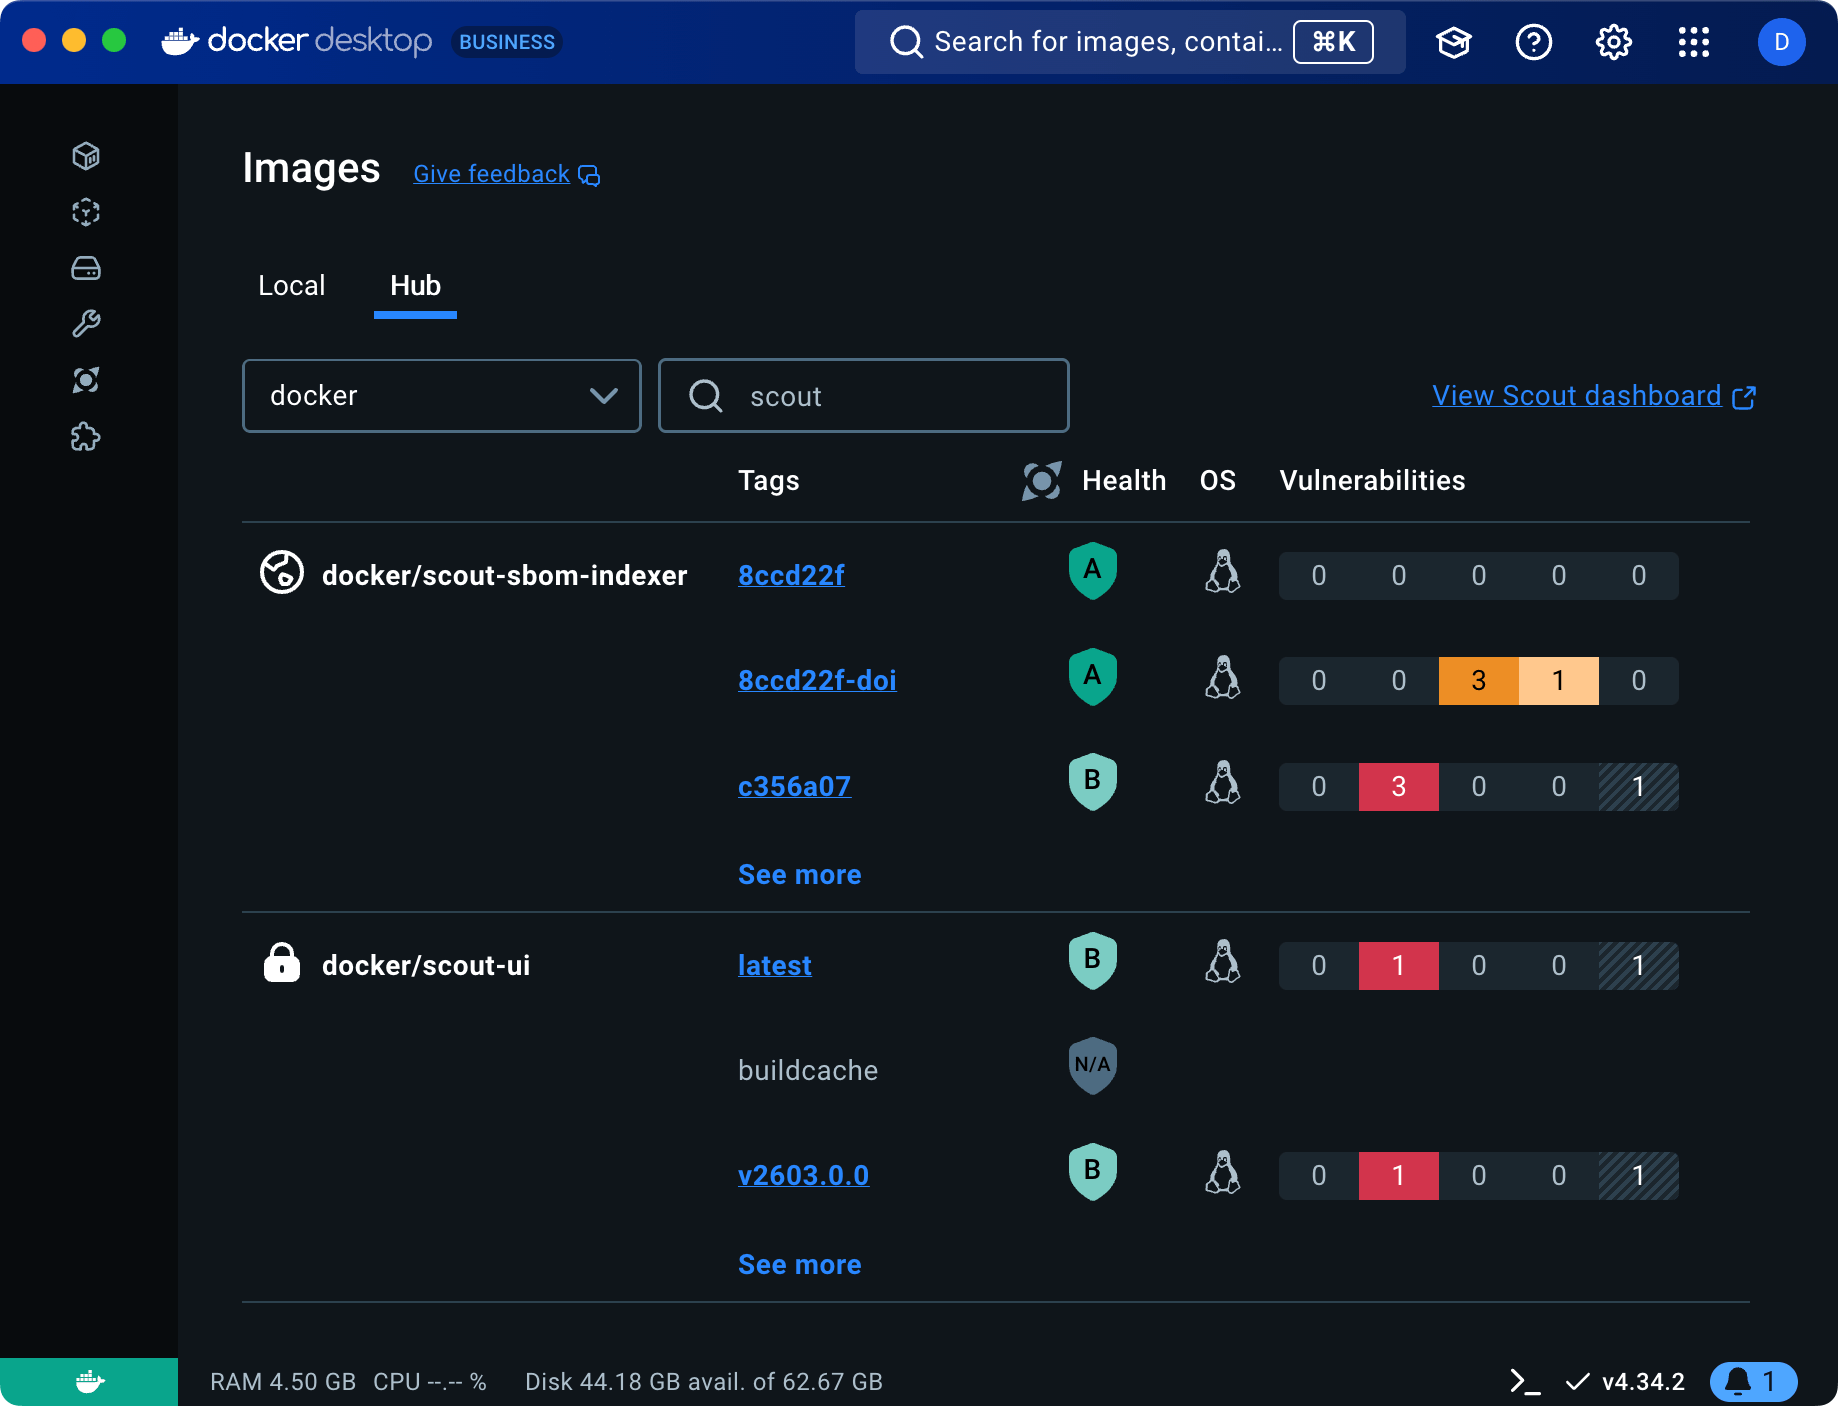 docker desktop BUSINESS Search for images, contai... ⌘K D
Images Give feedback
Local Hub
docker scout View Scout dashboard
Tags Health OS Vulnerabilities
docker/scout-sbom-indexer 8ccd22f A 0 0 0 0 0
8ccd22f-doi A 0 0 3 1 0
c356a07 B 0 3 0 0 1
See more
docker/scout-ui latest B 0 1 0 0 1
buildcache N/A
v2603.0.0 B 0 1 0 0 1
See more
RAM 4.50 GB CPU --.-- % Disk 44.18 GB avail. of 62.67 GB v4.34.2 1